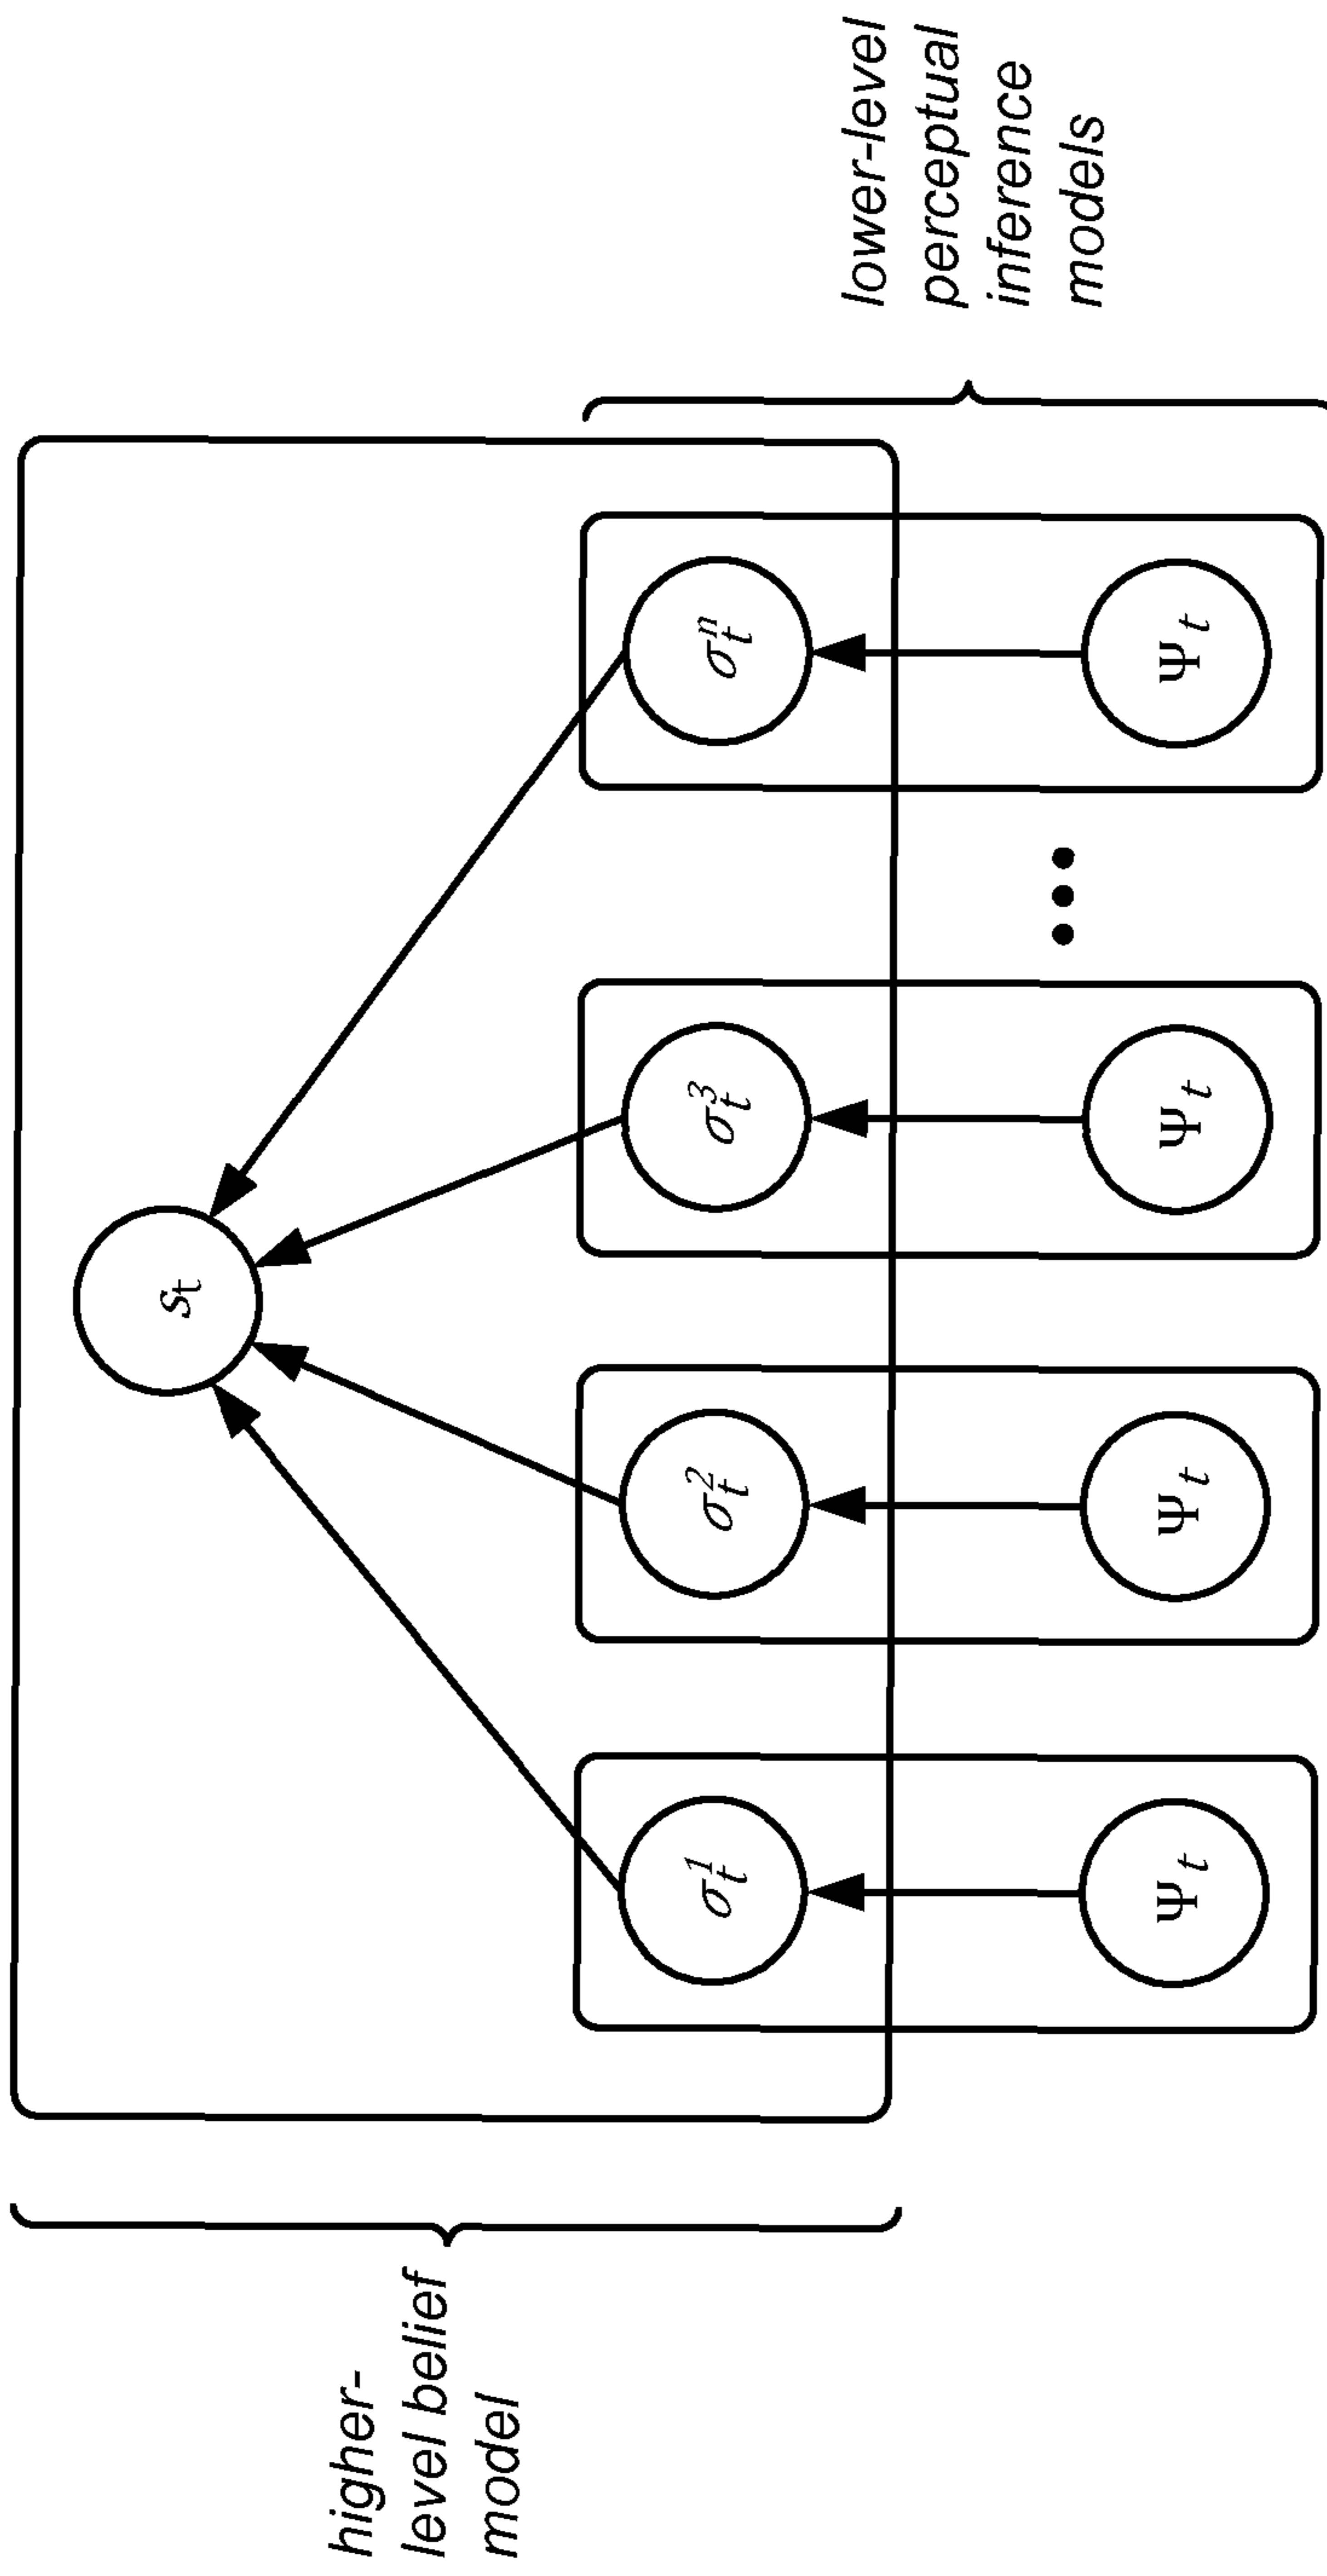 higher-
level belief
model
s_t
σ_t^1
σ_t^2
σ_t^3
σ_t^n
Ψ_t
Ψ_t
Ψ_t
Ψ_t
lower-level
perceptual
inference
models